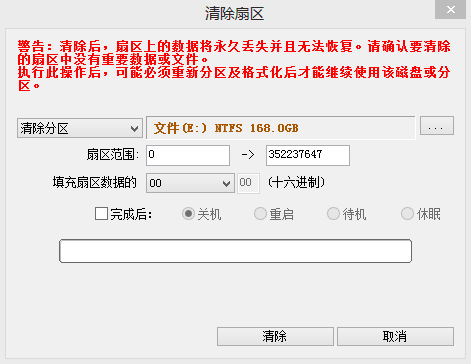 清除扇区
警告：清除后，扇区上的数据将永久丢失并且无法恢复。请确认要清除
的扇区中没有重要数据或文件。
执行此操作后，可能必须重新分区及格式化后才能继续使用该磁盘或分
区。
清除分区 文件(E:) NTFS 168.0GB ...
扇区范围: 0 -> 352237647
填充扇区数据的 00 00 (十六进制)
完成后: 关机 重启 待机 休眠
清除 取消